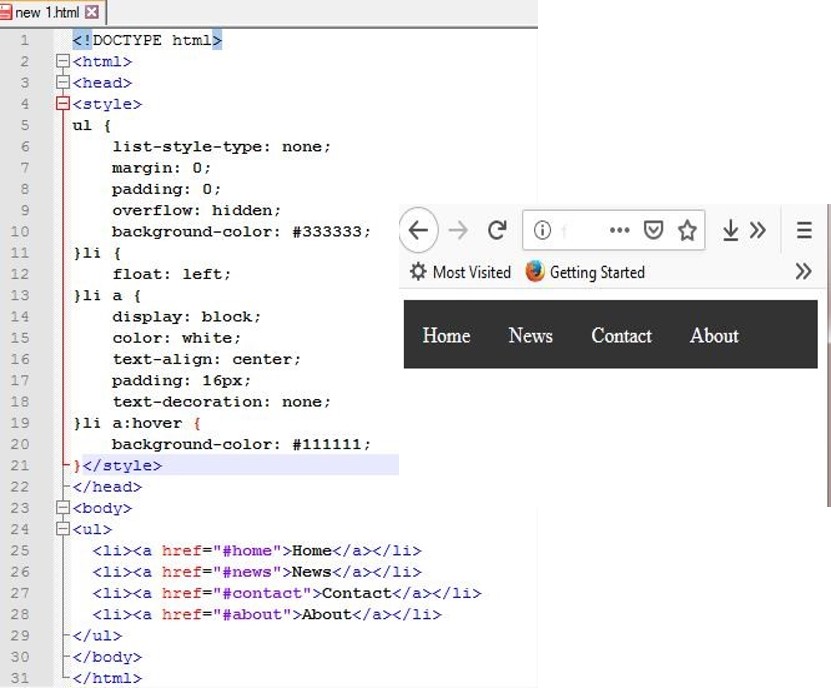 new 1.html
1 <!DOCTYPE html>
2 <html>
3 <head>
4 <style>
5 ul {
6     list-style-type: none;
7     margin: 0;
8     padding: 0;
9     overflow: hidden;
10     background-color: #333333;
11 }li {
12     float: left;
13 }li a {
14     display: block;
15     color: white;
16     text-align: center;
17     padding: 16px;
18     text-decoration: none;
19 }li a:hover {
20     background-color: #111111;
21 }</style>
22 </head>
23 <body>
24 <ul>
25   <li><a href="#home">Home</a></li>
26   <li><a href="#news">News</a></li>
27   <li><a href="#contact">Contact</a></li>
28   <li><a href="#about">About</a></li>
29 </ul>
30 </body>
31 </html>
Most Visited Getting Started
Home News Contact About